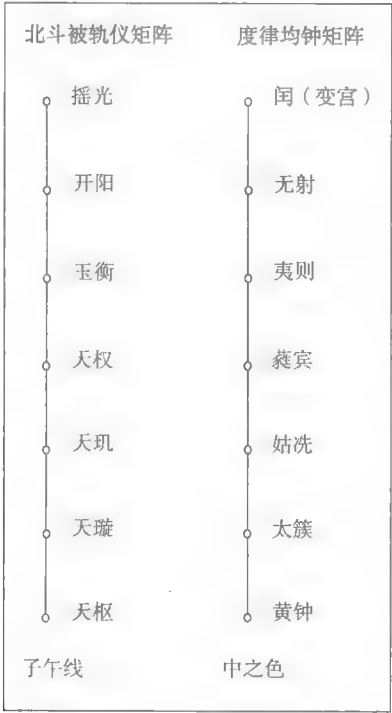 北斗被轨仪矩阵 度律均钟矩阵
摇光 闰（变宫）
开阳 无射
玉衡 夷则
天权 蕤宾
天玑 姑冼
天璇 太簇
天枢 黄钟
子午线 中之色